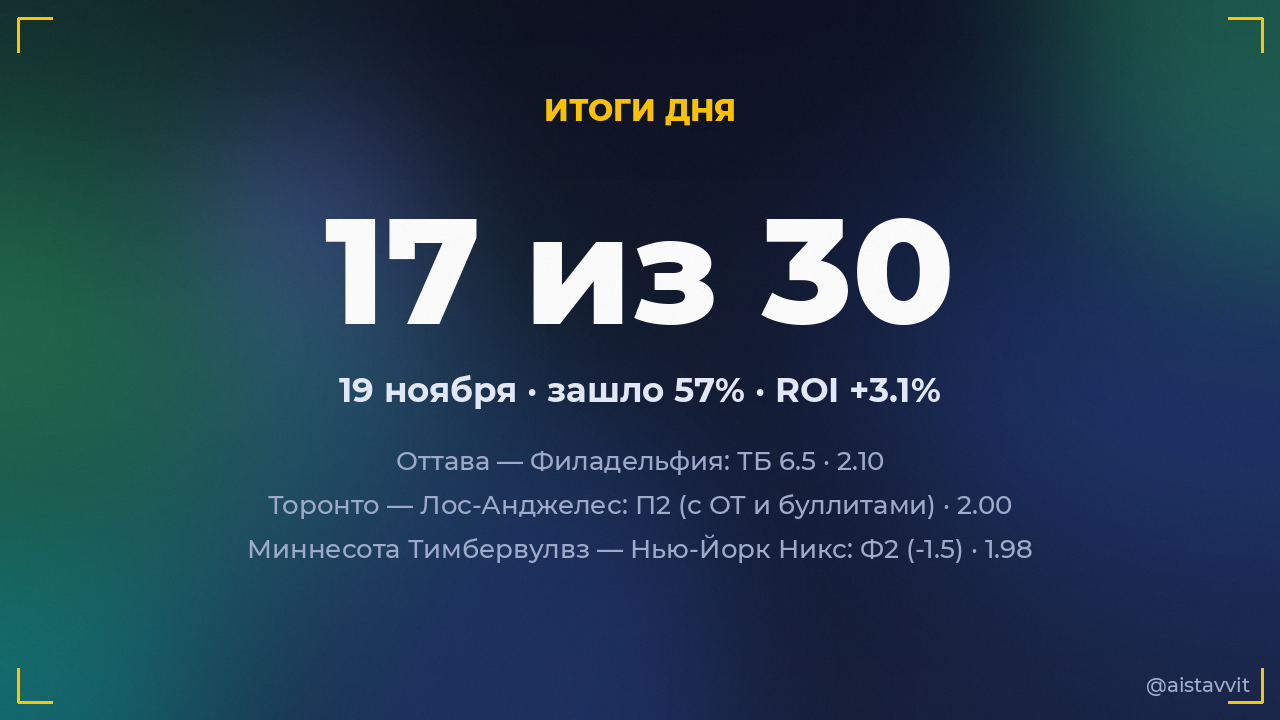 ИТОГИ ДНЯ
17 из 30
19 ноября · зашло 57% · ROI +3.1%
Оттава — Филадельфия: ТБ 6.5 · 2.10
Торонто — Лос-Анджелес: П2 (с ОТ и буллитами) · 2.00
Миннесота Тимбервулвз — Нью-Йорк Никс: Ф2 (-1.5) · 1.98
@aistavvit